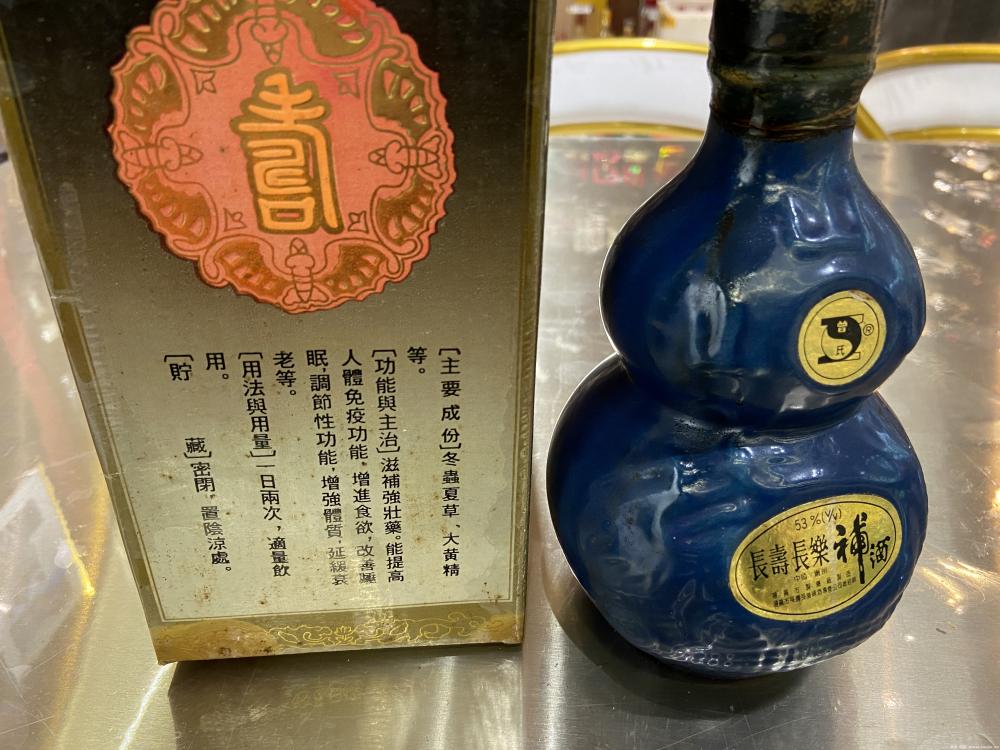 壽
[主要成份]冬蟲夏草、大黄精
等。
[功能與主治]滋補強壯藥。能提高
人體免疫功能,增進食欲,改善睡
眠,調節性功能,增強體質,延緩衰
老等。
[用法與用量]一日兩次,適量飲
用。
[貯藏]密閉,置陰涼處。
曾
氏
®
53%(V/V)
長壽長樂補酒